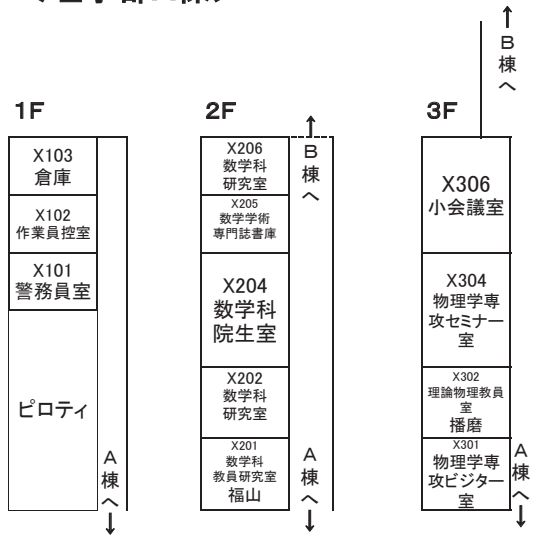 B棟へ
1F
2F
3F
X103
倉庫
X102
作業員控室
X101
警務員室
ピロティ
A棟へ
X206
数学科
研究室
X205
数学学術
専門誌書庫
X204
数学科
院生室
X202
数学科
研究室
X201
数学科
教員研究室
福山
B棟へ
A棟へ
X306
小会議室
X304
物理学専
攻セミナー
室
X302
理論物理教員
室
播磨
X301
物理学専
攻ビジター
室
A棟へ